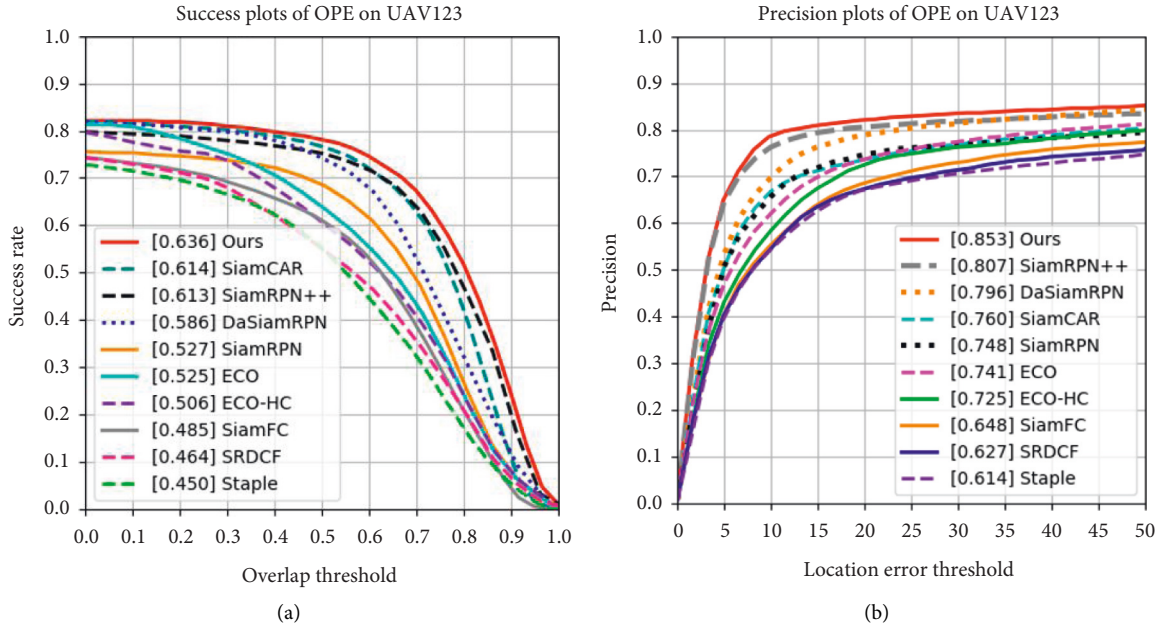 Success plots of OPE on UAV123
1.0
0.9
0.8
0.7
0.6
0.5
0.4
0.3
0.2
0.1
0.0
Success rate
[0.636] Ours
[0.614] SiamCAR
[0.613] SiamRPN++
[0.586] DaSiamRPN
[0.527] SiamRPN
[0.525] ECO
[0.506] ECO-HC
[0.485] SiamFC
[0.464] SRDCF
[0.450] Staple
0.0 0.1 0.2 0.3 0.4 0.5 0.6 0.7 0.8 0.9 1.0
Overlap threshold
(a)
Precision plots of OPE on UAV123
1.0
0.9
0.8
0.7
0.6
0.5
0.4
0.3
0.2
0.1
0.0
Precision
[0.853] Ours
[0.807] SiamRPN++
[0.796] DaSiamRPN
[0.760] SiamCAR
[0.748] SiamRPN
[0.741] ECO
[0.725] ECO-HC
[0.648] SiamFC
[0.627] SRDCF
[0.614] Staple
0 5 10 15 20 25 30 35 40 45 50
Location error threshold
(b)